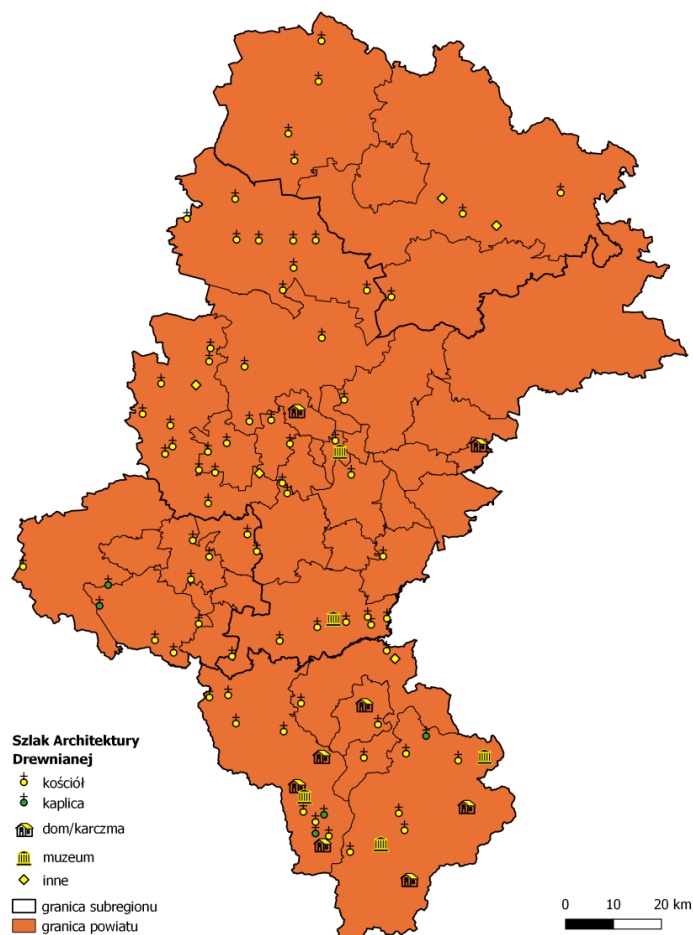 Szlak Architektury
Drewnianej
kościół
kaplica
dom/karczma
muzeum
inne
granica subregionu
granica powiatu
0 10 20 km